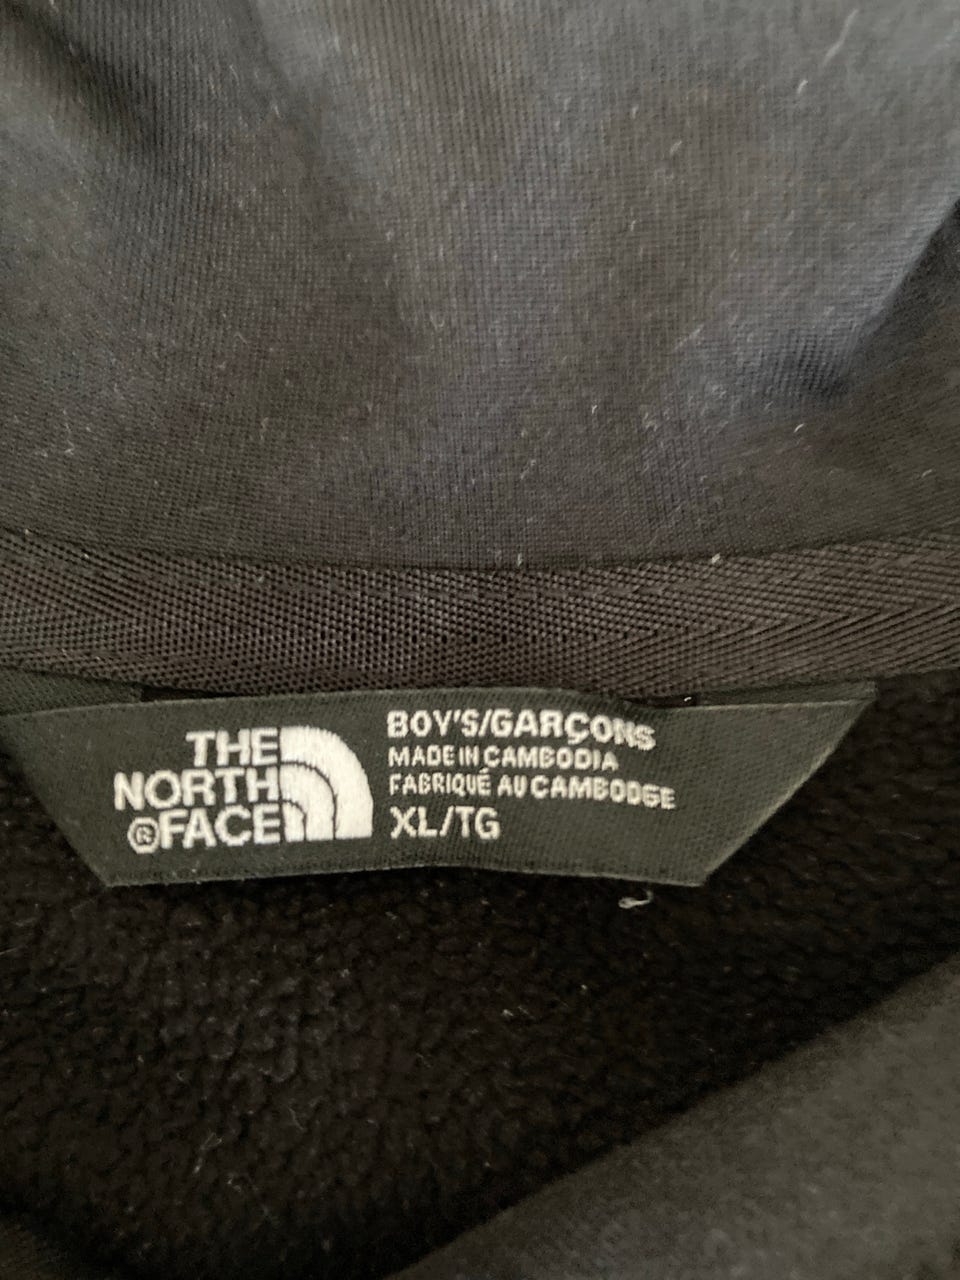 THE
NORTH
®FACE
BOY'S/GARÇONS
MADE IN CAMBODIA
FABRIQUÉ AU CAMBODGE
XL/TG